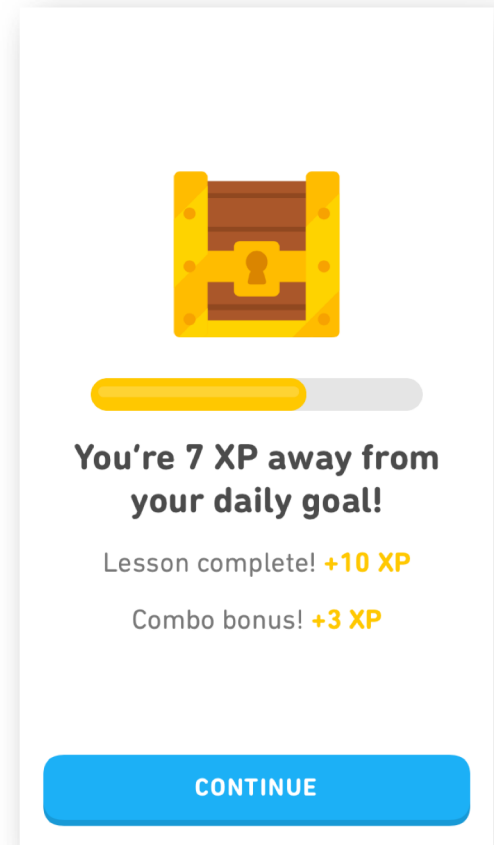 You're 7 XP away from
your daily goal!
Lesson complete! +10 XP
Combo bonus! +3 XP
CONTINUE